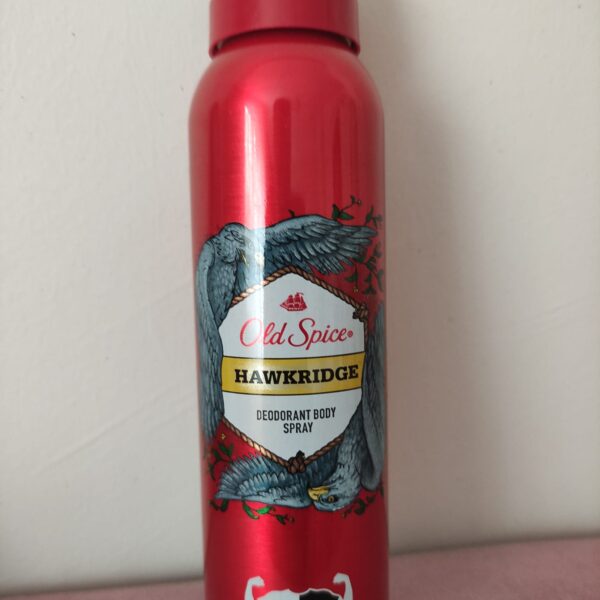 Old Spice®
HAWKRIDGE
DEODORANT BODY
SPRAY